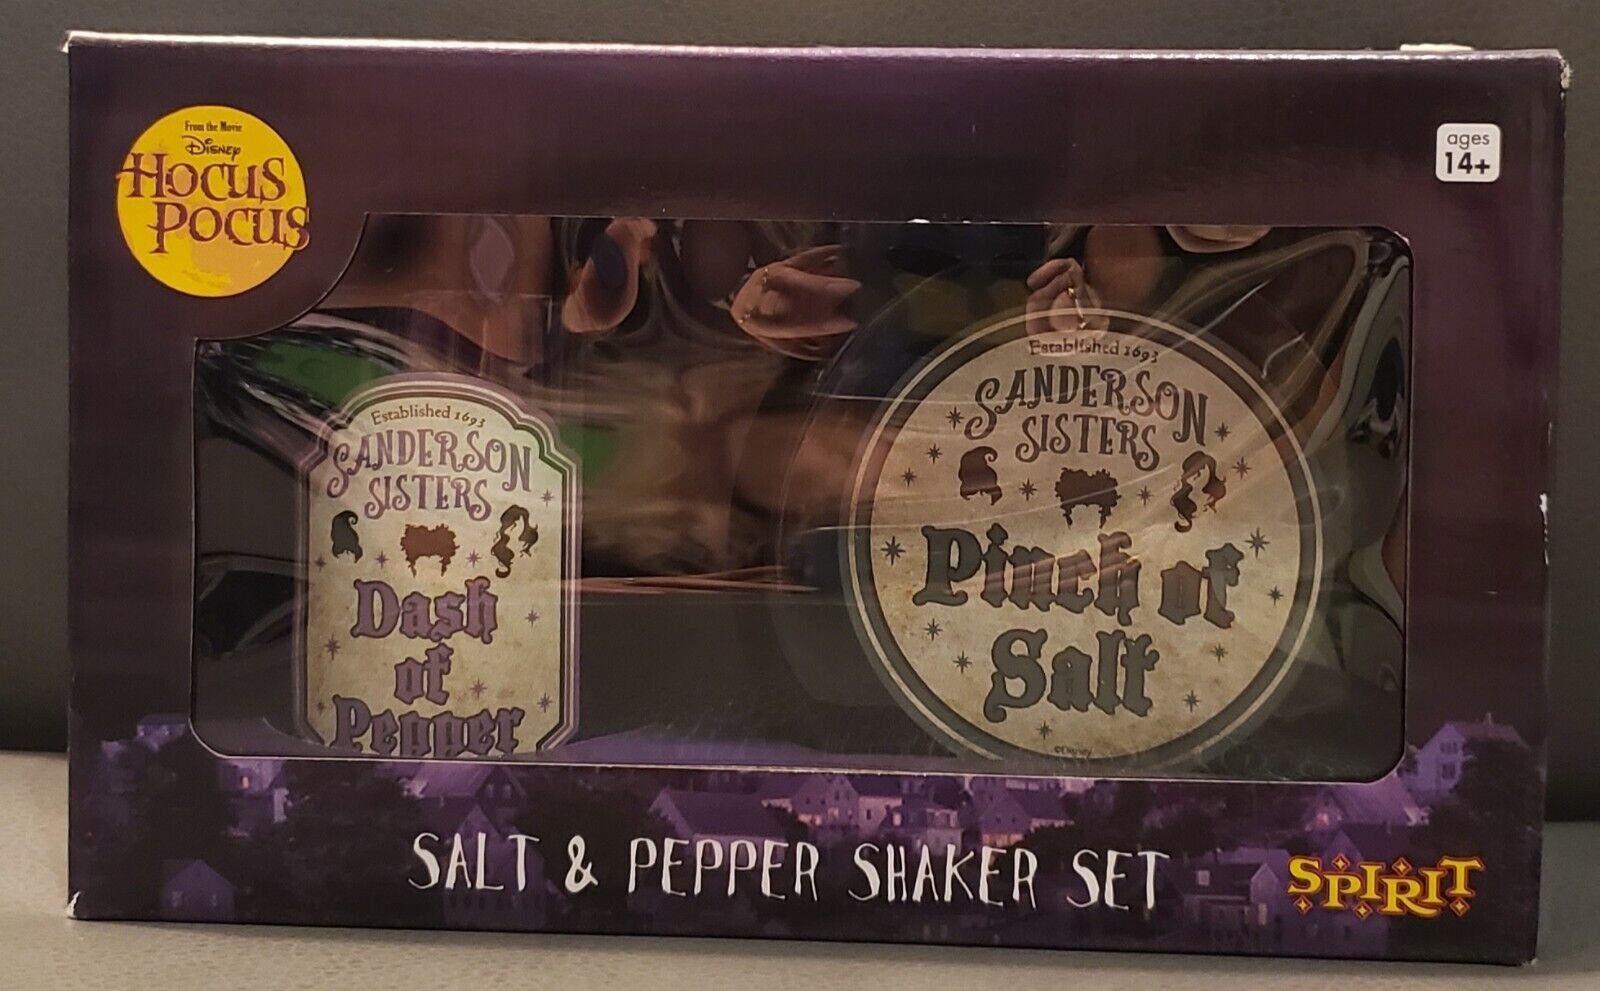 From the Movie
Disney
Hocus
Pocus
ages
14+
Established 1693
SANDERSON
SISTERS
Dash
of
Pepper
Established 1693
SANDERSON
SISTERS
Pinch of
Salt
©Disney
SALT & PEPPER SHAKER SET
SPIRIT